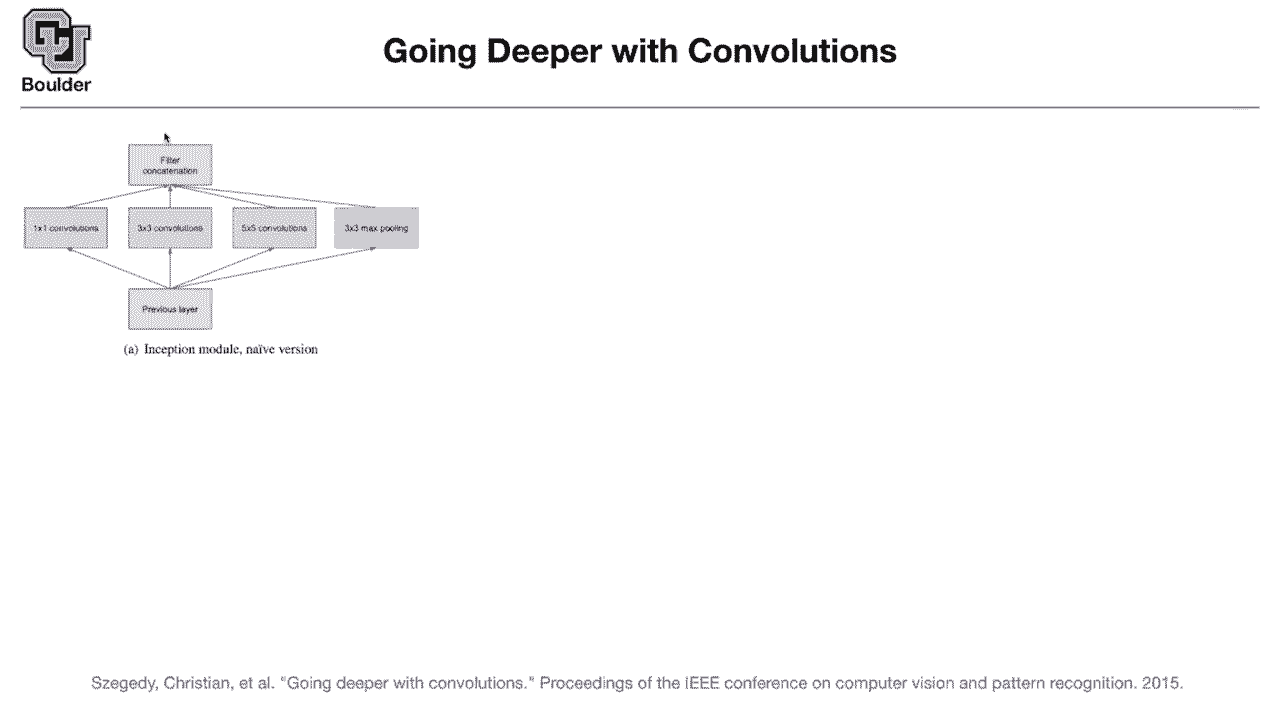 Boulder
Going Deeper with Convolutions
Filter
concatenation
1x1 convolutions
3x3 convolutions
5x5 convolutions
3x3 max pooling
Previous layer
(a) Inception module, naïve version
Szegedy, Christian, et al. "Going deeper with convolutions." Proceedings of the IEEE conference on computer vision and pattern recognition. 2015.